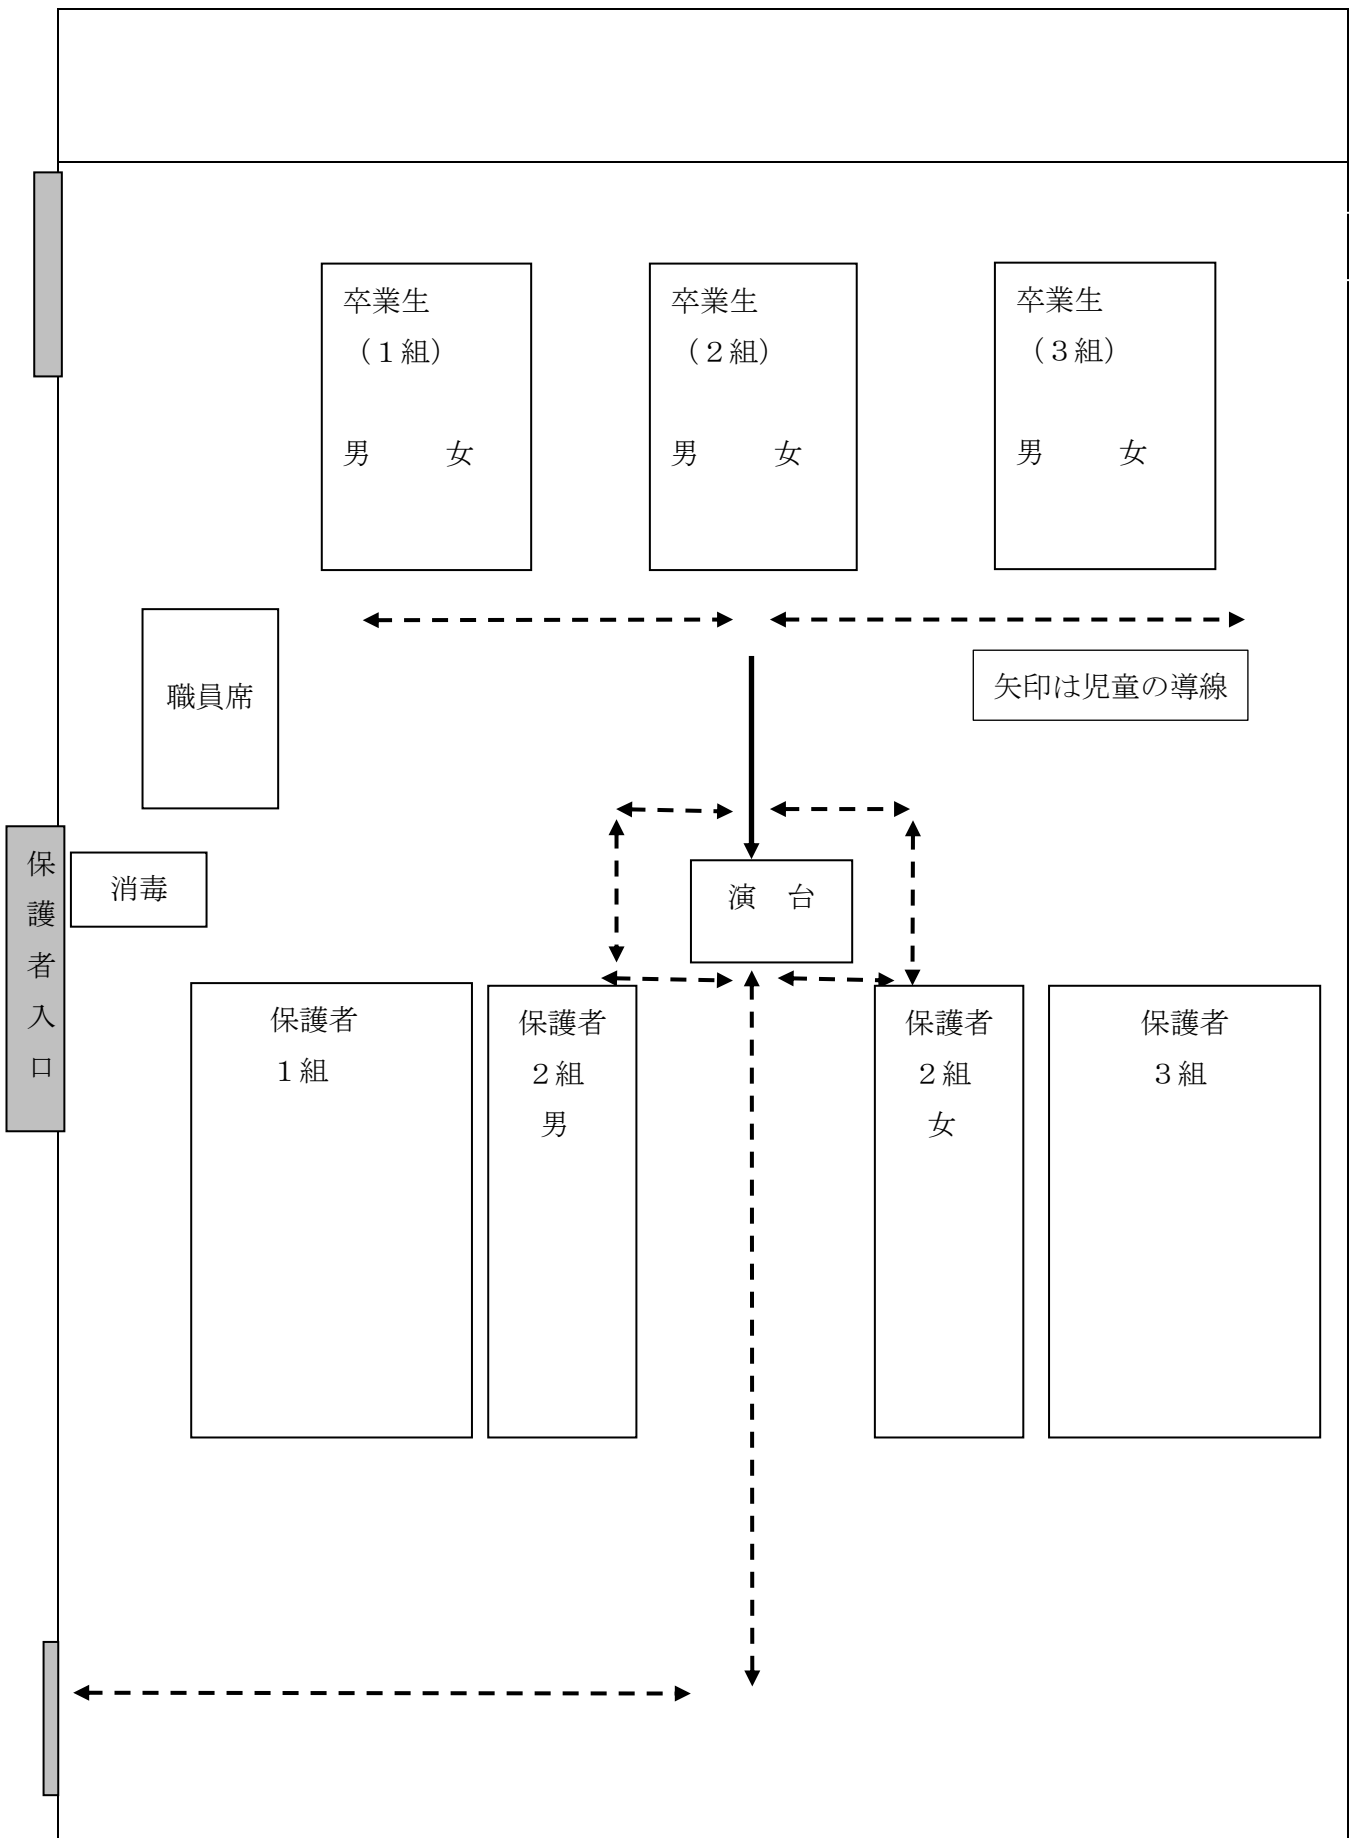 卒業生
（１組）
男　女
卒業生
（２組）
男　女
卒業生
（３組）
男　女
職員席
矢印は児童の導線
保護者入口
消毒
演　台
保護者
１組
保護者
２組
男
保護者
２組
女
保護者
３組